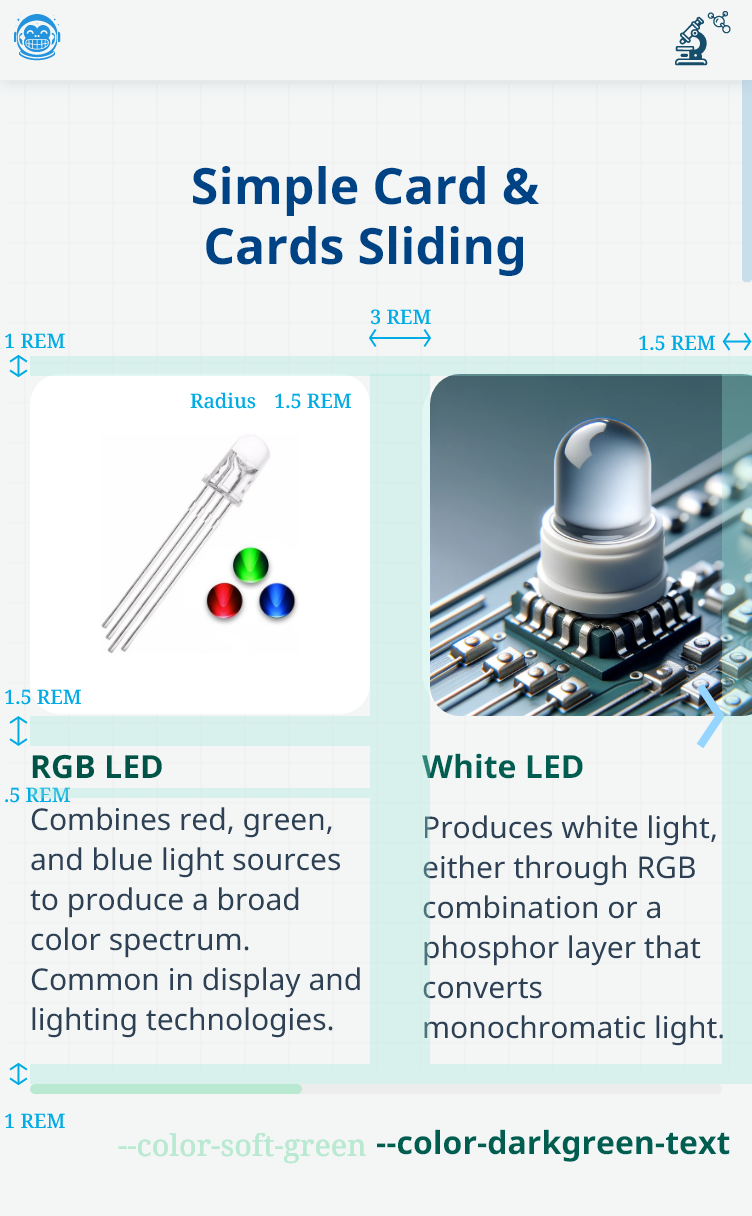 Simple Card &
Cards Sliding
3 REM
1 REM
1.5 REM
Radius 1.5 REM
1.5 REM
RGB LED
White LED
.5 REM
Combines red, green,
and blue light sources
to produce a broad
color spectrum.
Common in display and
lighting technologies.
Produces white light,
either through RGB
combination or a
phosphor layer that
converts
monochromatic light.
1 REM
--color-soft-green
--color-darkgreen-text